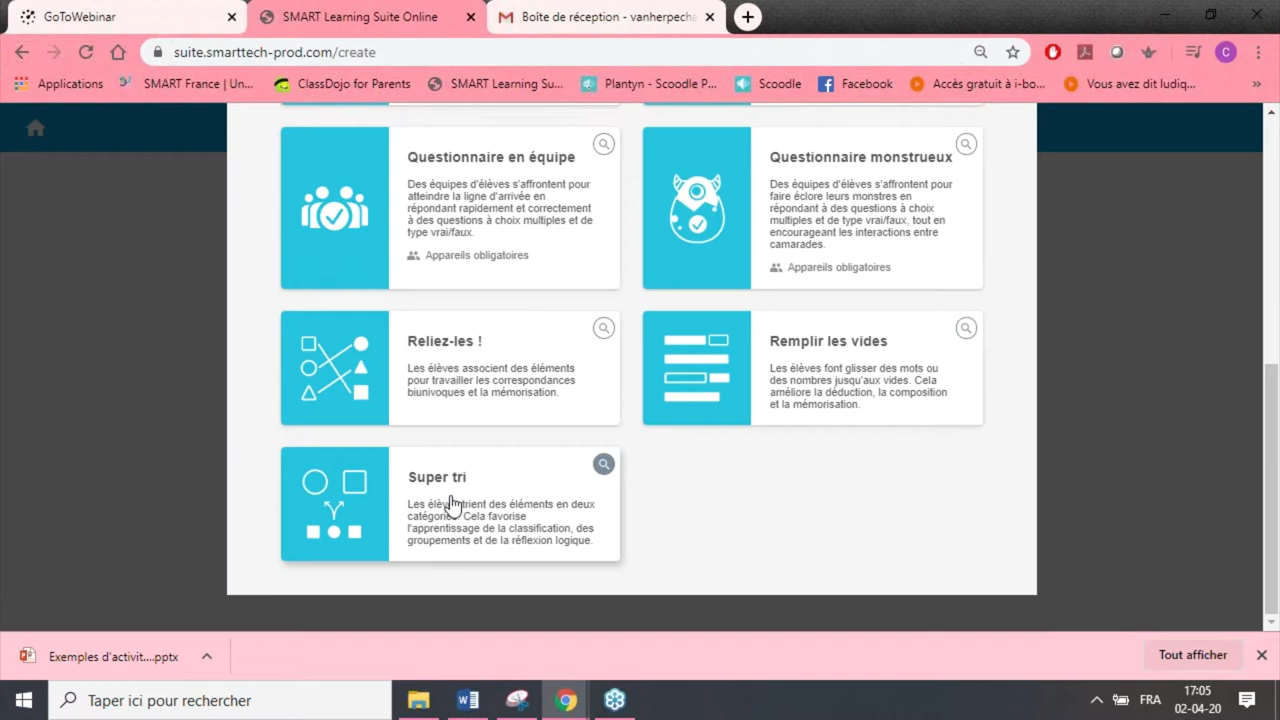 GoToWebinar
SMART Learning Suite Online
Boîte de réception - vanherpech
suite.smarttech-prod.com/create
C
Applications
SMART France | Un...
ClassDojo for Parents
SMART Learning Su...
Plantyn - Scoodle P...
Scoodle
Facebook
Accès gratuit à i-bo...
Vous avez dit ludiq...
Questionnaire en équipe
Des équipes d'élèves s'affrontent pour
atteindre la ligne d'arrivée en
répondant rapidement et correctement
à des questions à choix multiples et de
type vrai/faux.
Appareils obligatoires
Questionnaire monstrueux
Des équipes d'élèves s'affrontent pour
faire éclore leurs monstres en
répondant à des questions à choix
multiples et de type vrai/faux, tout en
encourageant les interactions entre
camarades.
Appareils obligatoires
Reliez-les !
Les élèves associent des éléments
pour travailler les correspondances
biunivoques et la mémorisation.
Remplir les vides
Les élèves font glisser des mots ou
des nombres jusqu'aux vides. Cela
améliore la déduction, la composition
et la mémorisation.
Super tri
Les élèves trient des éléments en deux
catégories. Cela favorise
l'apprentissage de la classification, des
groupements et de la réflexion logique.
Exemples d'activit....pptx
Tout afficher
Taper ici pour rechercher
FRA
17:05
02-04-20